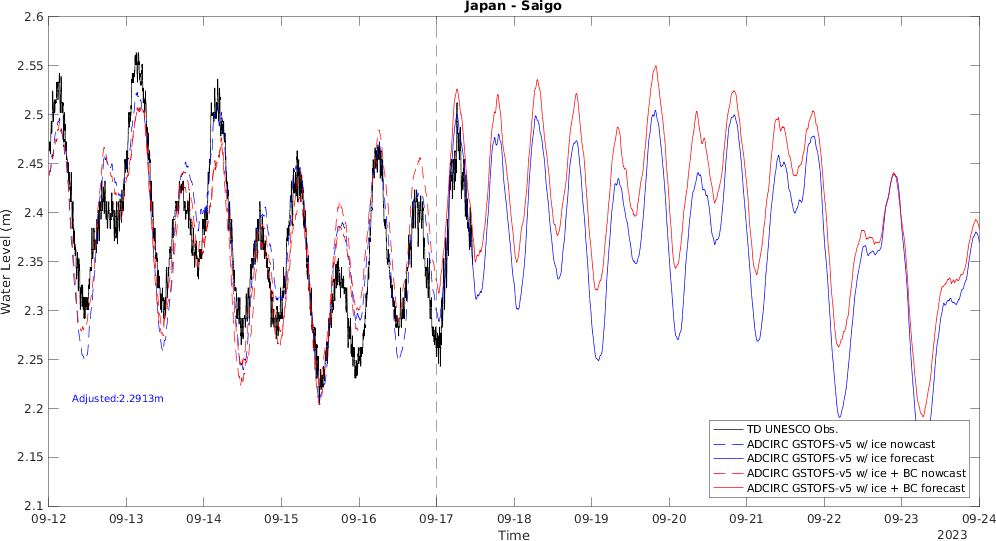 Japan - Saigo
2.6
2.55
2.5
2.45
2.4
2.35
2.3
2.25
2.2
2.15
2.1
Water Level (m)
Adjusted:2.2913m
TD UNESCO Obs.
ADCIRC GSTOFS-v5 w/ ice nowcast
ADCIRC GSTOFS-v5 w/ ice forecast
ADCIRC GSTOFS-v5 w/ ice + BC nowcast
ADCIRC GSTOFS-v5 w/ ice + BC forecast
09-12 09-13 09-14 09-15 09-16 09-17 09-18 09-19 09-20 09-21 09-22 09-23 09-24
Time
2023